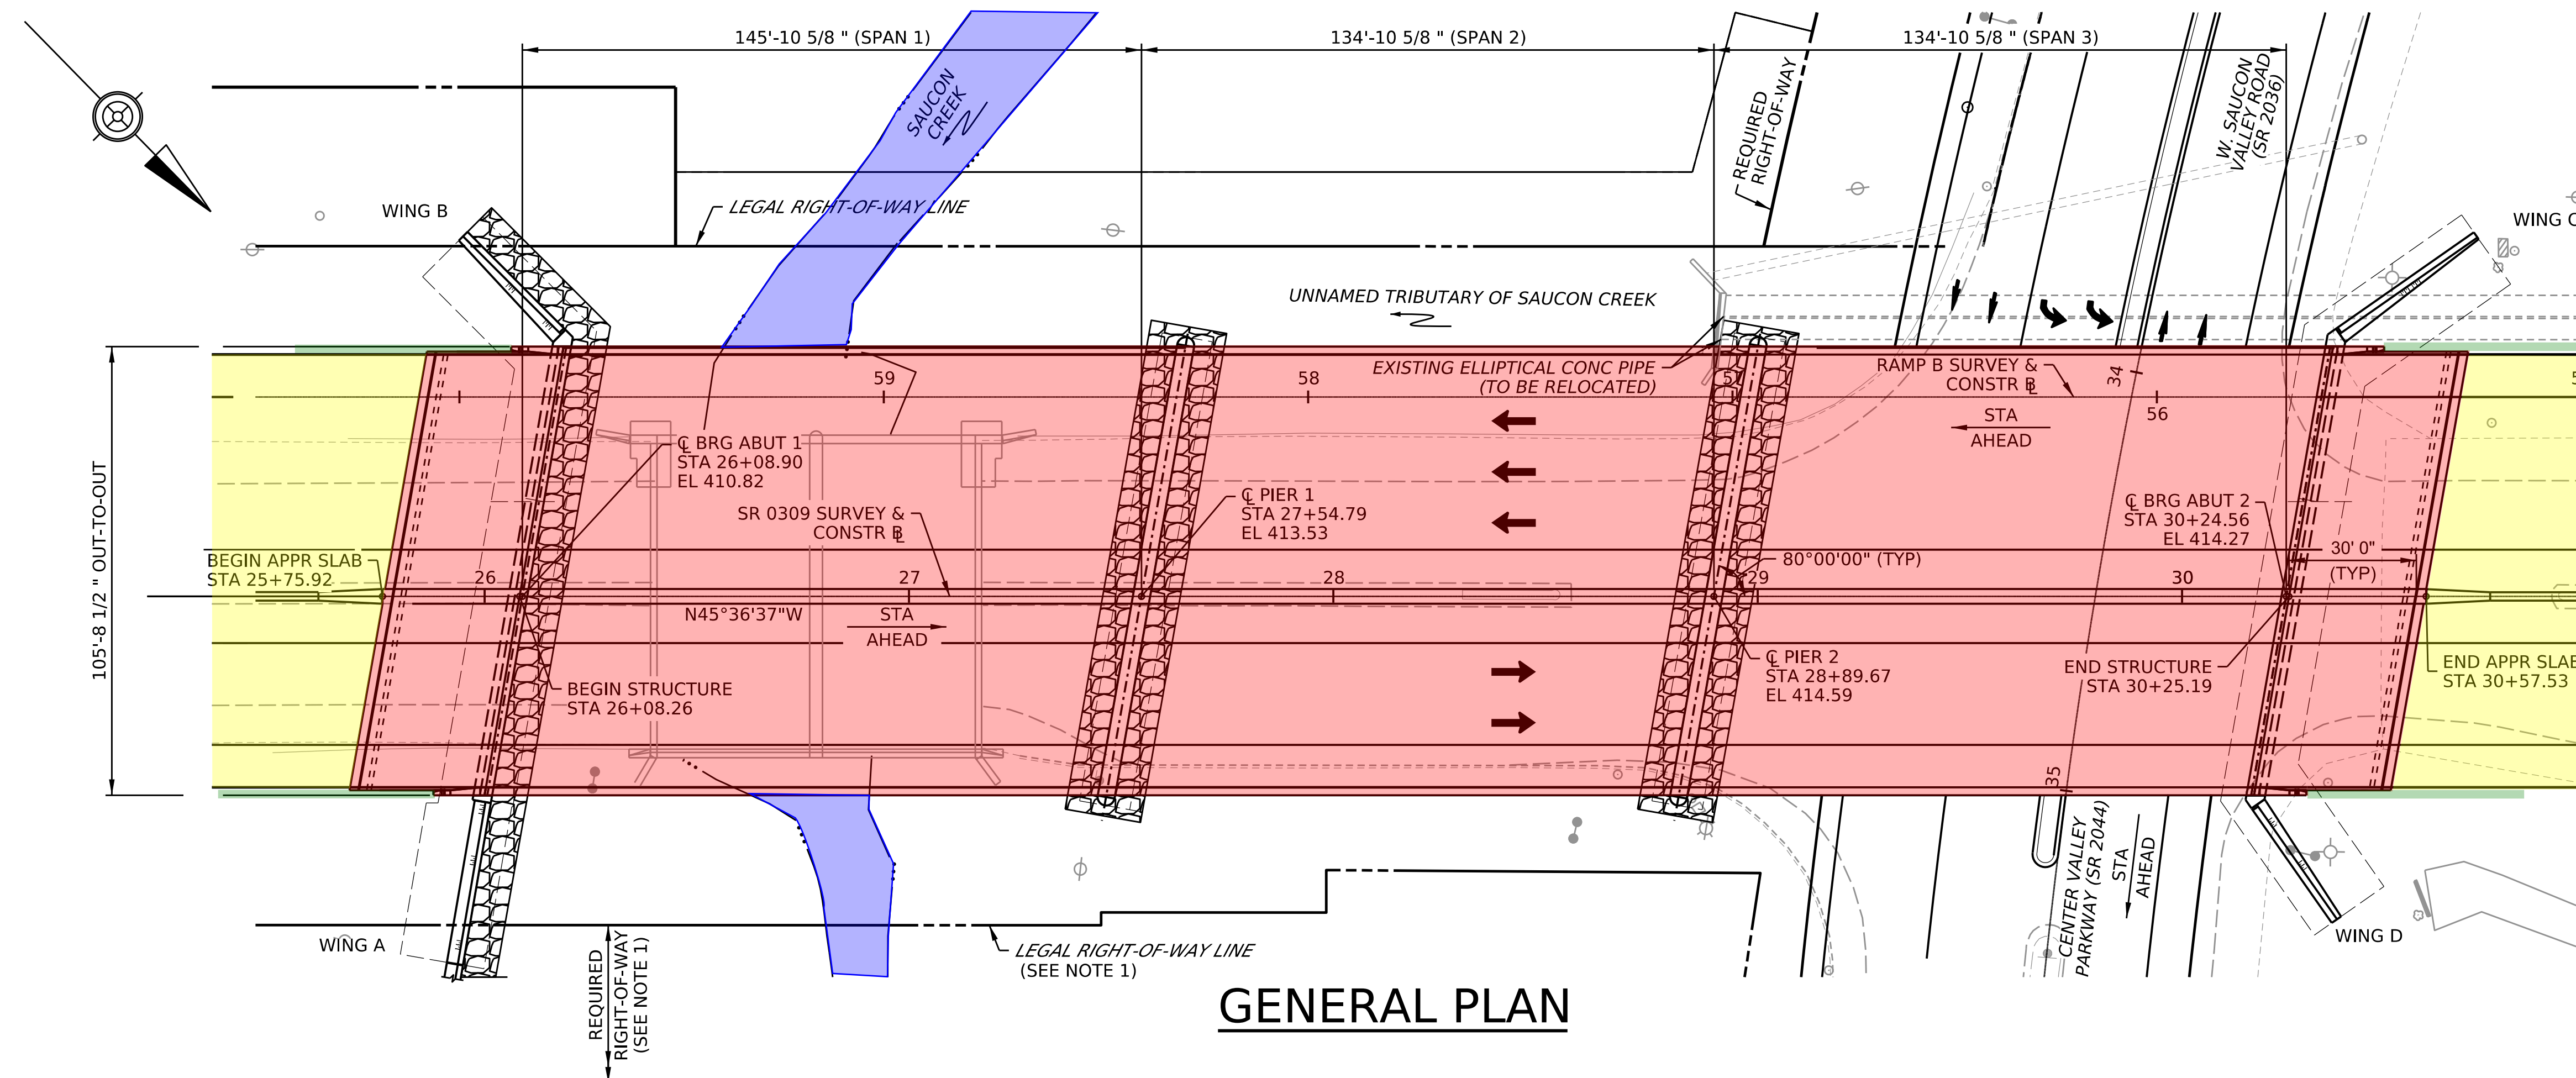 145'-10 5/8 " (SPAN 1)
134'-10 5/8 " (SPAN 2)
134'-10 5/8 " (SPAN 3)
SAUCON
CREEK
REQUIRED
RIGHT-OF-WAY
W. SAUCON
VALLEY ROAD
(SR 2036)
WING B
LEGAL RIGHT-OF-WAY LINE
WING C
UNNAMED TRIBUTARY OF SAUCON CREEK
EXISTING ELLIPTICAL CONC PIPE
(TO BE RELOCATED)
59
58
57
RAMP B SURVEY &
CONSTR ℄
34
56
STA
AHEAD
105'-8 1/2 " OUT-TO-OUT
℄ BRG ABUT 1
STA 26+08.90
EL 410.82
SR 0309 SURVEY &
CONSTR ℄
℄ PIER 1
STA 27+54.79
EL 413.53
℄ BRG ABUT 2
STA 30+24.56
EL 414.27
30' 0"
(TYP)
80°00'00" (TYP)
BEGIN APPR SLAB
STA 25+75.92
26
27
28
29
30
N45°36'37"W
STA
AHEAD
BEGIN STRUCTURE
STA 26+08.26
℄ PIER 2
STA 28+89.67
EL 414.59
END STRUCTURE
STA 30+25.19
END APPR SLAB
STA 30+57.53
35
WING A
REQUIRED
RIGHT-OF-WAY
(SEE NOTE 1)
LEGAL RIGHT-OF-WAY LINE
(SEE NOTE 1)
CENTER VALLEY
PARKWAY (SR 2044)
STA
AHEAD
WING D
GENERAL PLAN